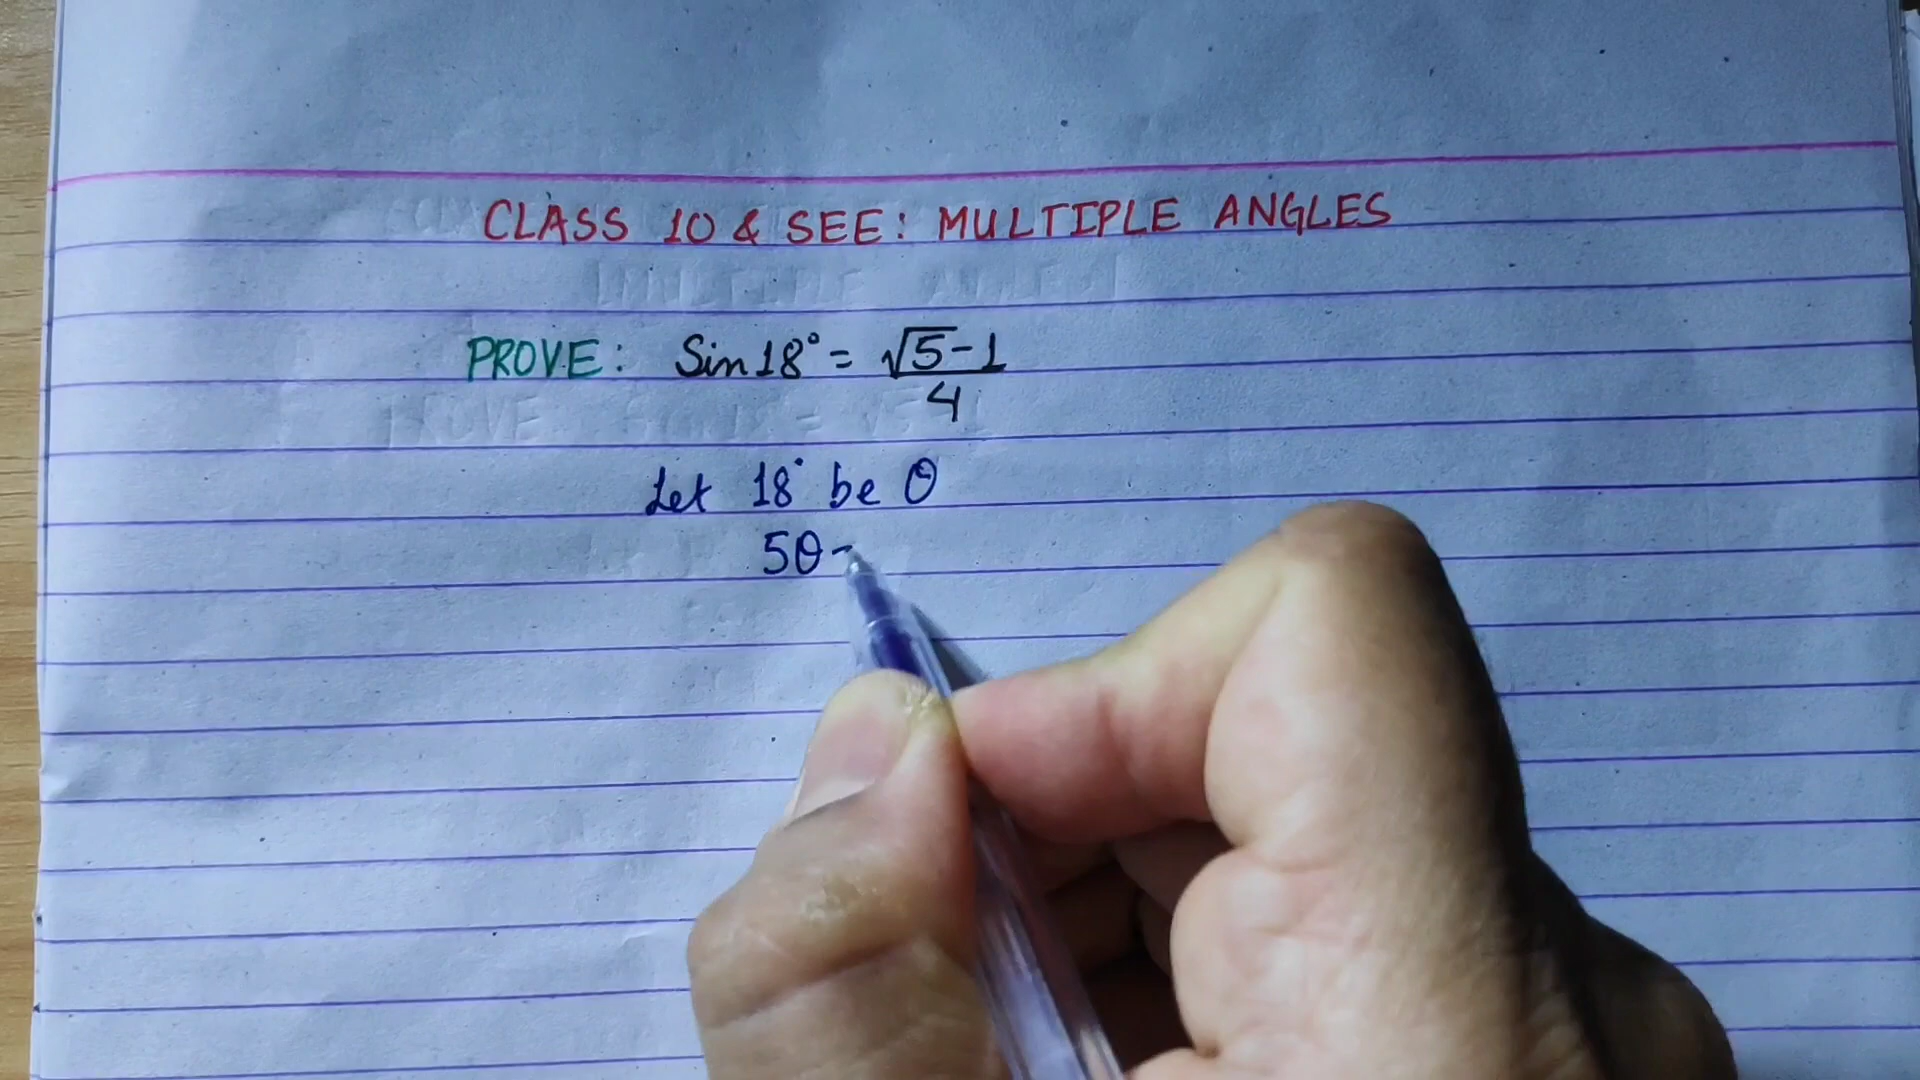 CLASS 10 & SEE: MULTIPLE ANGLES
PROVE: Sin 18° = √5-1/4
Let 18° be θ
5θ -